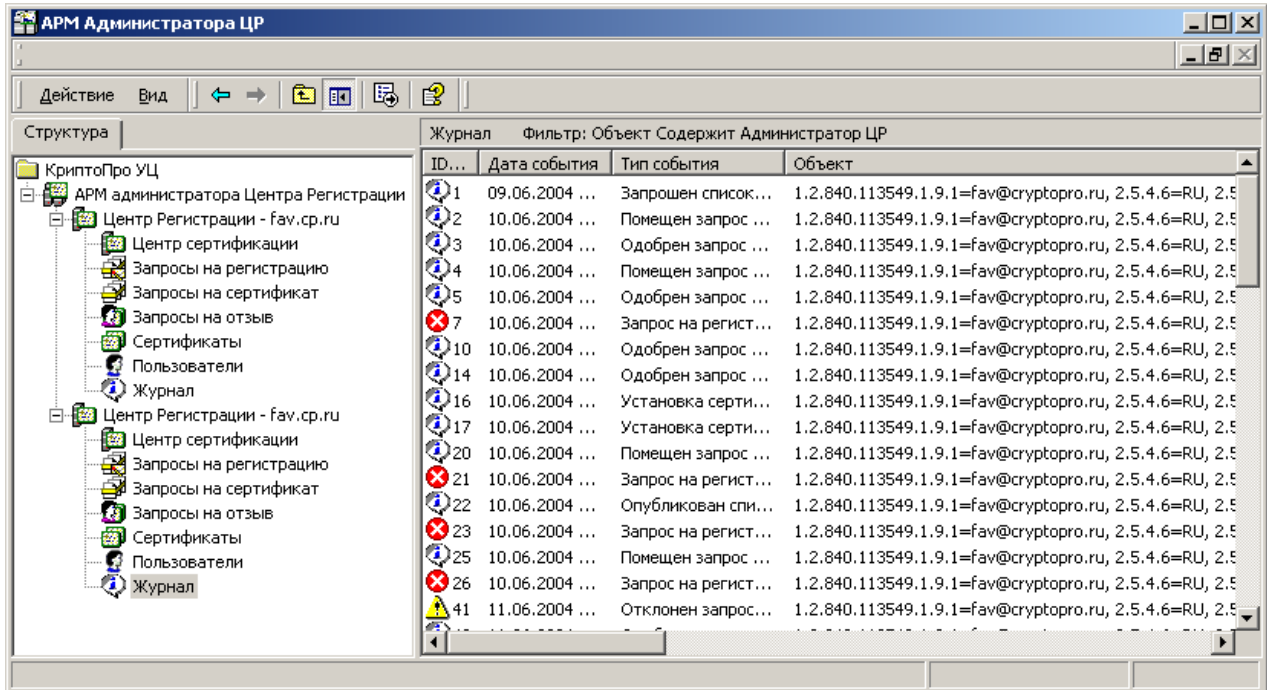 АРМ Администратора ЦР
Действие Вид
Структура
Журнал Фильтр: Объект Содержит Администратор ЦР
КриптоПро УЦ
АРМ администратора Центра Регистрации
Центр Регистрации - fav.cp.ru
Центр сертификации
Запросы на регистрацию
Запросы на сертификат
Запросы на отзыв
Сертификаты
Пользователи
Журнал
Центр Регистрации - fav.cp.ru
Центр сертификации
Запросы на регистрацию
Запросы на сертификат
Запросы на отзыв
Сертификаты
Пользователи
Журнал
ID... Дата события Тип события Объект
1 09.06.2004 ... Запрошен список... 1.2.840.113549.1.9.1=fav@cryptopro.ru, 2.5.4.6=RU, 2.5
2 10.06.2004 ... Помещен запрос ... 1.2.840.113549.1.9.1=fav@cryptopro.ru, 2.5.4.6=RU, 2.5
3 10.06.2004 ... Одобрен запрос ... 1.2.840.113549.1.9.1=fav@cryptopro.ru, 2.5.4.6=RU, 2.5
4 10.06.2004 ... Помещен запрос ... 1.2.840.113549.1.9.1=fav@cryptopro.ru, 2.5.4.6=RU, 2.5
5 10.06.2004 ... Одобрен запрос ... 1.2.840.113549.1.9.1=fav@cryptopro.ru, 2.5.4.6=RU, 2.5
7 10.06.2004 ... Запрос на регист... 1.2.840.113549.1.9.1=fav@cryptopro.ru, 2.5.4.6=RU, 2.5
10 10.06.2004 ... Одобрен запрос ... 1.2.840.113549.1.9.1=fav@cryptopro.ru, 2.5.4.6=RU, 2.5
14 10.06.2004 ... Одобрен запрос ... 1.2.840.113549.1.9.1=fav@cryptopro.ru, 2.5.4.6=RU, 2.5
16 10.06.2004 ... Установка серти... 1.2.840.113549.1.9.1=fav@cryptopro.ru, 2.5.4.6=RU, 2.5
17 10.06.2004 ... Установка серти... 1.2.840.113549.1.9.1=fav@cryptopro.ru, 2.5.4.6=RU, 2.5
20 10.06.2004 ... Помещен запрос ... 1.2.840.113549.1.9.1=fav@cryptopro.ru, 2.5.4.6=RU, 2.5
21 10.06.2004 ... Запрос на регист... 1.2.840.113549.1.9.1=fav@cryptopro.ru, 2.5.4.6=RU, 2.5
22 10.06.2004 ... Опубликован спи... 1.2.840.113549.1.9.1=fav@cryptopro.ru, 2.5.4.6=RU, 2.5
23 10.06.2004 ... Запрос на регист... 1.2.840.113549.1.9.1=fav@cryptopro.ru, 2.5.4.6=RU, 2.5
25 10.06.2004 ... Помещен запрос ... 1.2.840.113549.1.9.1=fav@cryptopro.ru, 2.5.4.6=RU, 2.5
26 10.06.2004 ... Запрос на регист... 1.2.840.113549.1.9.1=fav@cryptopro.ru, 2.5.4.6=RU, 2.5
41 11.06.2004 ... Отклонен запрос... 1.2.840.113549.1.9.1=fav@cryptopro.ru, 2.5.4.6=RU, 2.5